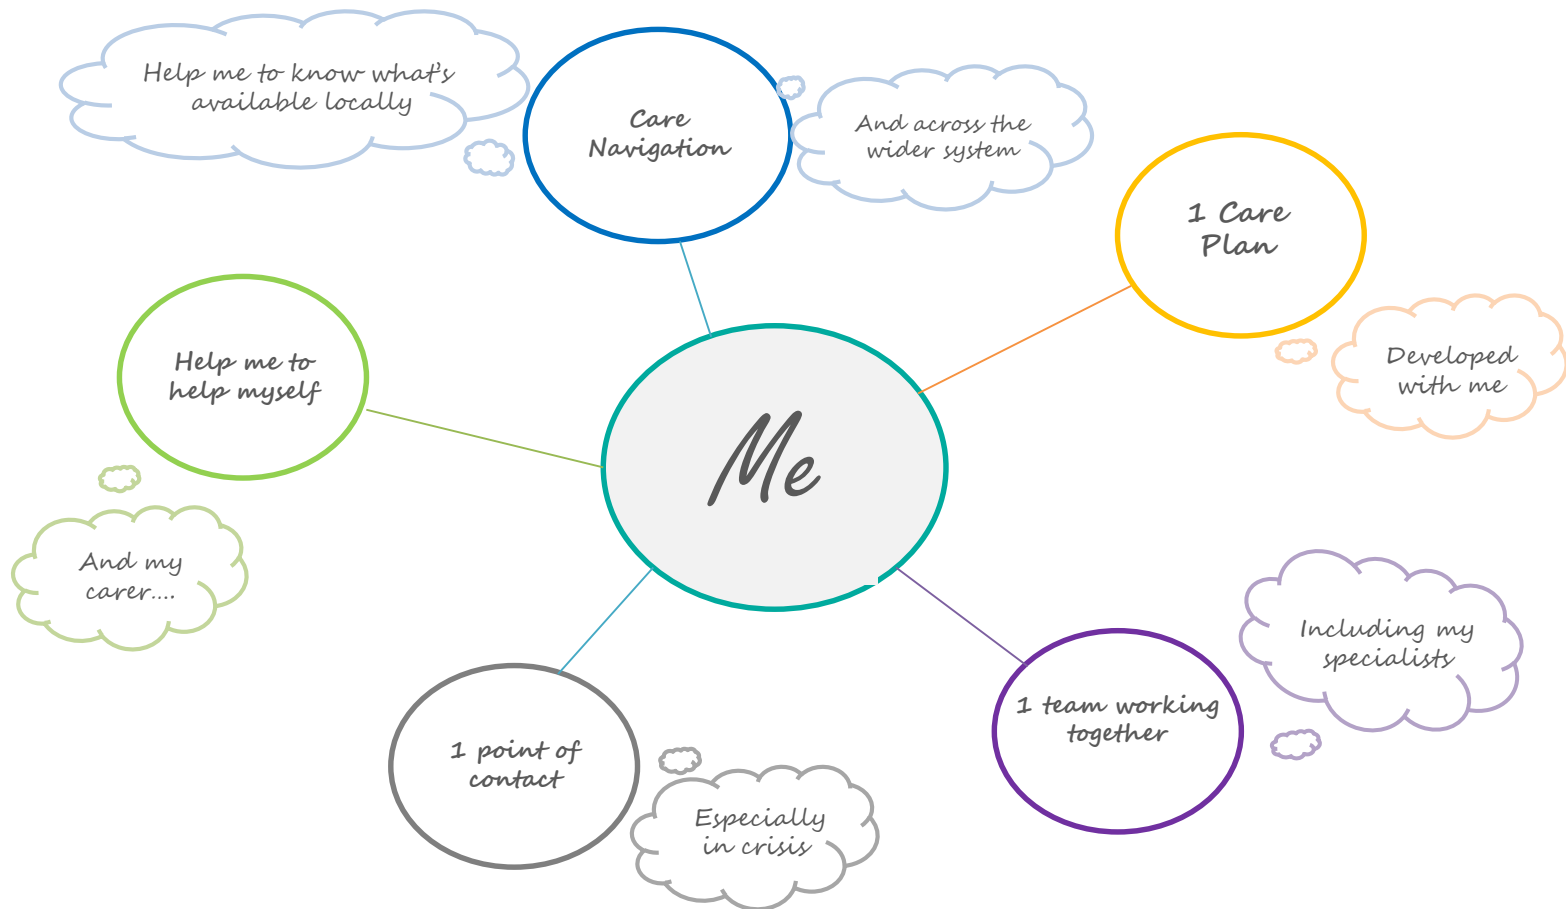 Help me to know what's
available locally
Care
Navigation
And across the
wider system
1 Care
Plan
Developed
with me
Help me to
help myself
And my
carer....
Me
Including my
specialists
1 team working
together
1 point of
contact
Especially
in crisis